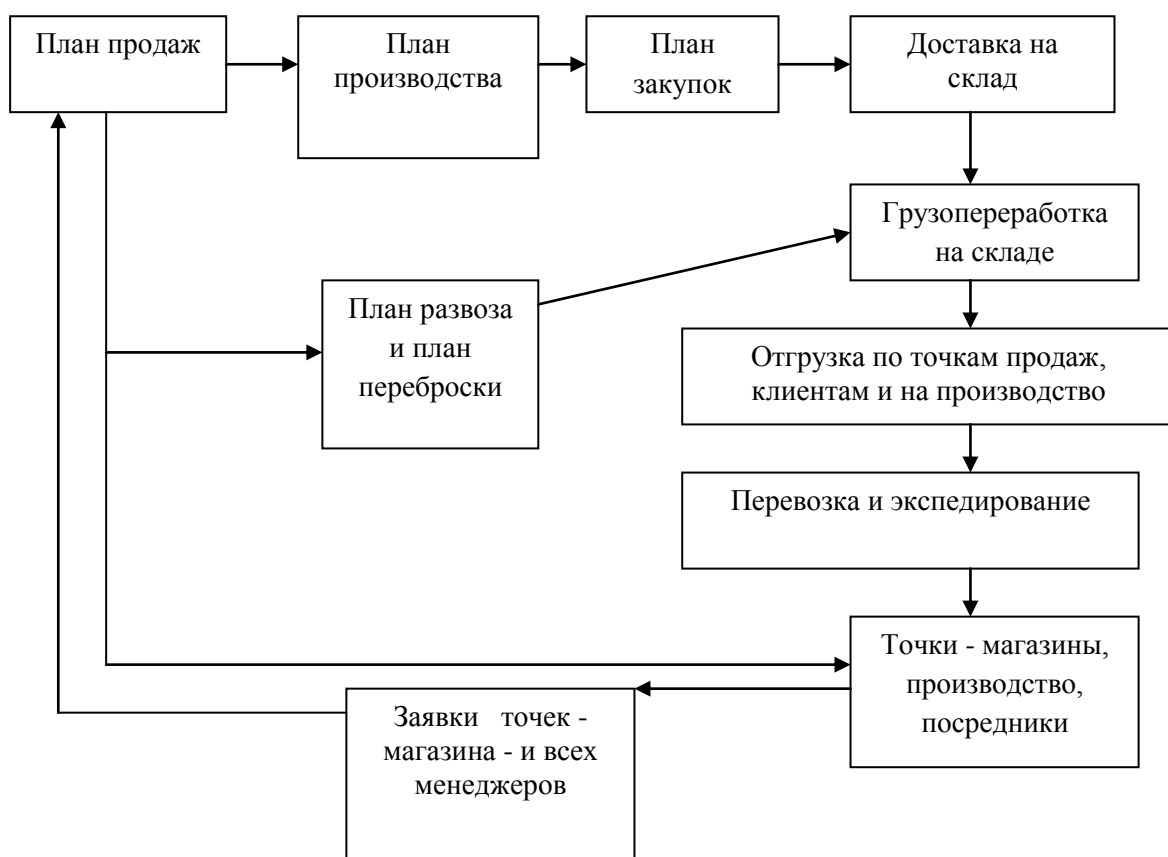 План продаж
План
производства
План
закупок
Доставка на
склад
Грузопереработка
на складе
План развоза
и план
переброски
Отгрузка по точкам продаж,
клиентам и на производство
Перевозка и экспедирование
Точки - магазины,
производство,
посредники
Заявки точек -
магазина - и всех
менеджеров